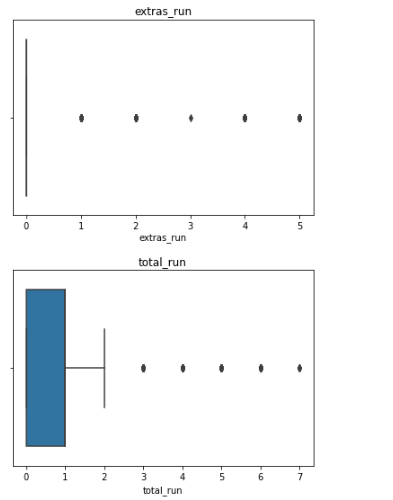 extras_run
0 1 2 3 4 5
extras_run
total_run
0 1 2 3 4 5 6 7
total_run